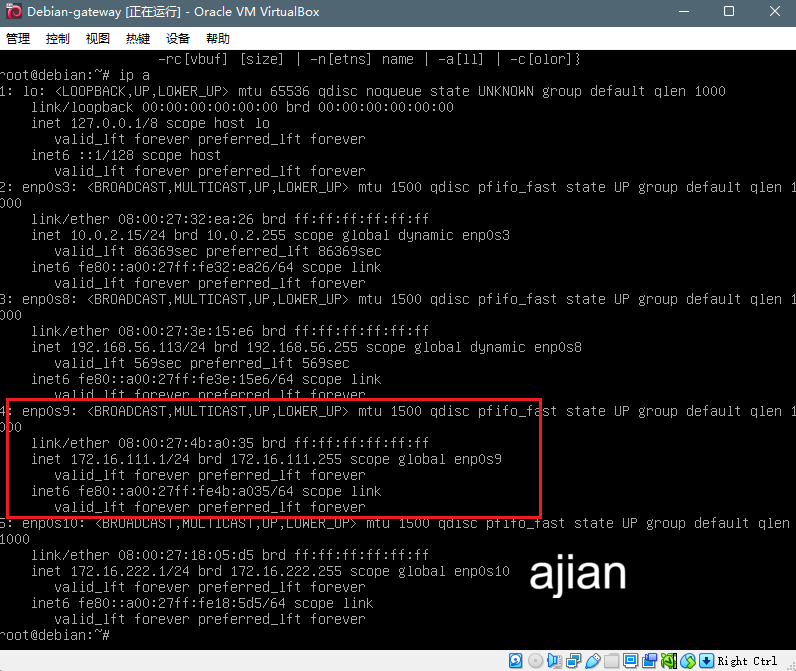 Debian-gateway [正在运行] - Oracle VM VirtualBox
管理 控制 视图 热键 设备 帮助
-rc[vbuf] [size] | -n[etns] name | -a[ll] | -c[olor]}
root@debian:~# ip a
1: lo: <LOOPBACK,UP,LOWER_UP> mtu 65536 qdisc noqueue state UNKNOWN group default qlen 1000
link/loopback 00:00:00:00:00:00 brd 00:00:00:00:00:00
inet 127.0.0.1/8 scope host lo
valid_lft forever preferred_lft forever
inet6 ::1/128 scope host
valid_lft forever preferred_lft forever
2: enp0s3: <BROADCAST,MULTICAST,UP,LOWER_UP> mtu 1500 qdisc pfifo_fast state UP group default qlen 1
000
link/ether 08:00:27:32:ea:26 brd ff:ff:ff:ff:ff:ff
inet 10.0.2.15/24 brd 10.0.2.255 scope global dynamic enp0s3
valid_lft 86369sec preferred_lft 86369sec
inet6 fe80::a00:27ff:fe32:ea26/64 scope link
valid_lft forever preferred_lft forever
3: enp0s8: <BROADCAST,MULTICAST,UP,LOWER_UP> mtu 1500 qdisc pfifo_fast state UP group default qlen 1
000
link/ether 08:00:27:3e:15:e6 brd ff:ff:ff:ff:ff:ff
inet 192.168.56.113/24 brd 192.168.56.255 scope global dynamic enp0s8
valid_lft 569sec preferred_lft 569sec
inet6 fe80::a00:27ff:fe3e:15e6/64 scope link
valid_lft forever preferred_lft forever
4: enp0s9: <BROADCAST,MULTICAST,UP,LOWER_UP> mtu 1500 qdisc pfifo_fast state UP group default qlen 1
000
link/ether 08:00:27:4b:a0:35 brd ff:ff:ff:ff:ff:ff
inet 172.16.111.1/24 brd 172.16.111.255 scope global enp0s9
valid_lft forever preferred_lft forever
inet6 fe80::a00:27ff:fe4b:a035/64 scope link
valid_lft forever preferred_lft forever
5: enp0s10: <BROADCAST,MULTICAST,UP,LOWER_UP> mtu 1500 qdisc pfifo_fast state UP group default qlen
1000
link/ether 08:00:27:18:05:d5 brd ff:ff:ff:ff:ff:ff
inet 172.16.222.1/24 brd 172.16.222.255 scope global enp0s10
valid_lft forever preferred_lft forever
inet6 fe80::a00:27ff:fe18:5d5/64 scope link
valid_lft forever preferred_lft forever
root@debian:~#
ajian
Right Ctrl